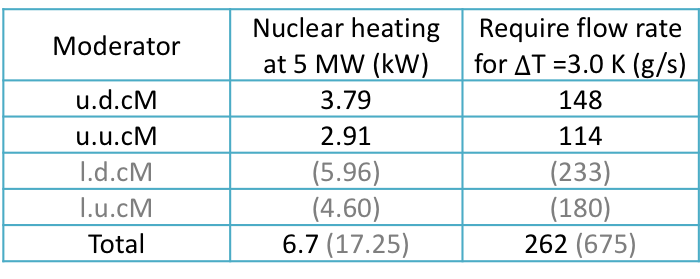 Moderator
Nuclear heating
at 5 MW (kW)
Require flow rate
for ΔT =3.0 K (g/s)
u.d.cM 3.79 148
u.u.cM 2.91 114
l.d.cM (5.96) (233)
l.u.cM (4.60) (180)
Total 6.7 (17.25) 262 (675)